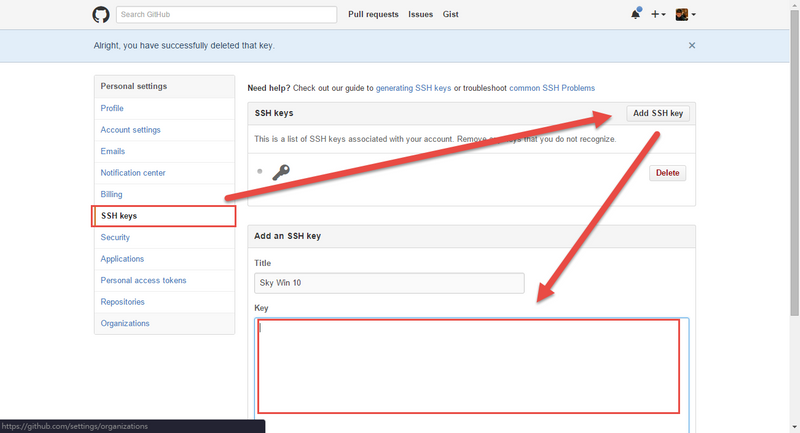 Search GitHub
Pull requests Issues Gist
Alright, you have successfully deleted that key.
Personal settings
Profile
Account settings
Emails
Notification center
Billing
SSH keys
Security
Applications
Personal access tokens
Repositories
Organizations
Need help? Check out our guide to generating SSH keys or troubleshoot common SSH Problems
SSH keys
Add SSH key
This is a list of SSH keys associated with your account. Remove that you do not recognize.
Delete
Add an SSH key
Title
Sky Win 10
Key
https://github.com/settings/organizations